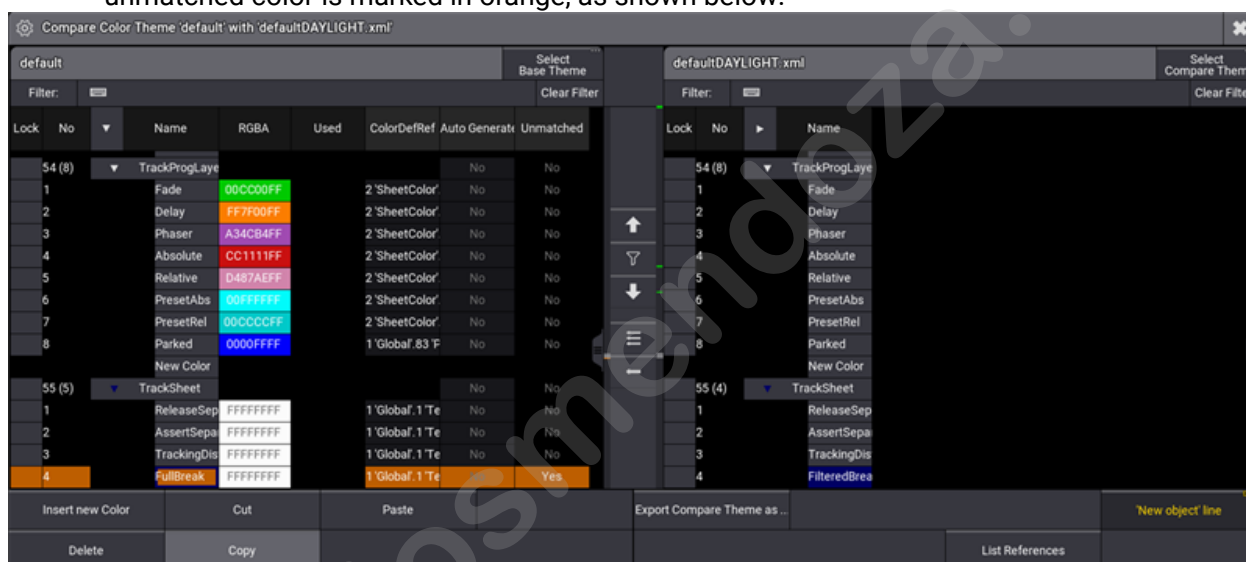 unmatched color is marked in orange, as shown below:
Compare Color Theme 'default' with 'defaultDAYLIGHT.xml'
default Select Base Theme defaultDAYLIGHT.xml Select Compare Them
Filter: Clear Filter Filter: Clear Filte
Lock No Name RGBA Used ColorDefRef Auto Generate Unmatched Lock No Name
54 (8) TrackProgLaye No No 54 (8) TrackProgLaye
1 Fade 00CC00FF 2 'SheetColor'. No No 1 Fade
2 Delay FF7F00FF 2 'SheetColor'. No No 2 Delay
3 Phaser A34CB4FF 2 'SheetColor'. No No 3 Phaser
4 Absolute CC1111FF 2 'SheetColor'. No No 4 Absolute
5 Relative D487AEFF 2 'SheetColor'. No No 5 Relative
6 PresetAbs 00FFFFFF 2 'SheetColor'. No No 6 PresetAbs
7 PresetRel 00CCCCFF 2 'SheetColor'. No No 7 PresetRel
8 Parked 0000FFFF 1 'Global'.83 'P No No 8 Parked
New Color New Color
55 (5) TrackSheet No No 55 (4) TrackSheet
1 ReleaseSep FFFFFFFF 1 'Global'.1 'Te No No 1 ReleaseSep
2 AssertSepa FFFFFFFF 1 'Global'.1 'Te No No 2 AssertSepa
3 TrackingDis FFFFFFFF 1 'Global'.1 'Te No No 3 TrackingDis
4 FullBreak FFFFFFFF 1 'Global'.1 'Te Yes 4 FilteredBrea
Insert new Color Cut Paste Export Compare Theme as .. 'New object' line
Delete Copy List References
osmendoza.